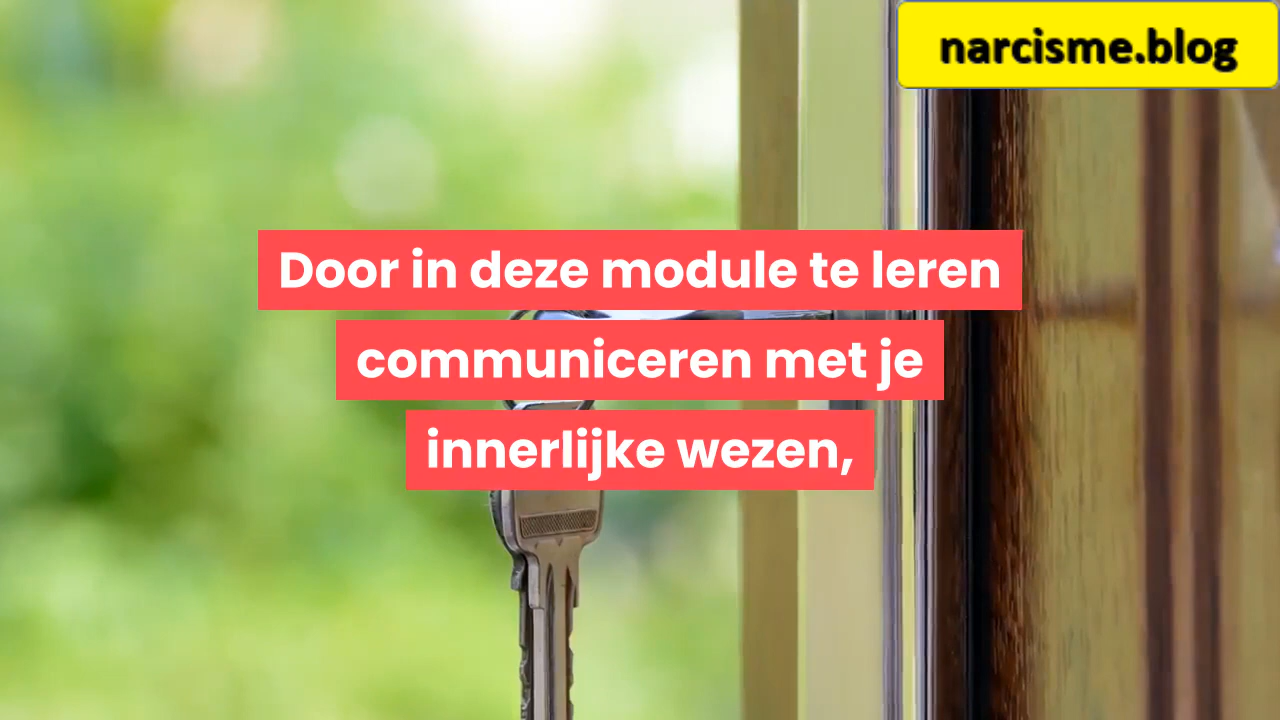 narcisme.blog
Door in deze module te leren
communiceren met je
innerlijke wezen,